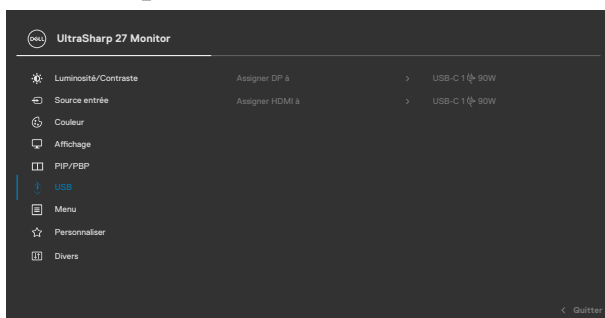 DELL UltraSharp 27 Monitor
Luminosité/Contraste Assigner DP à > USB-C 1 90W
Source entrée Assigner HDMI à > USB-C 1 90W
Couleur
Affichage
PIP/PBP
USB
Menu
Personnaliser
Divers
< Quitter